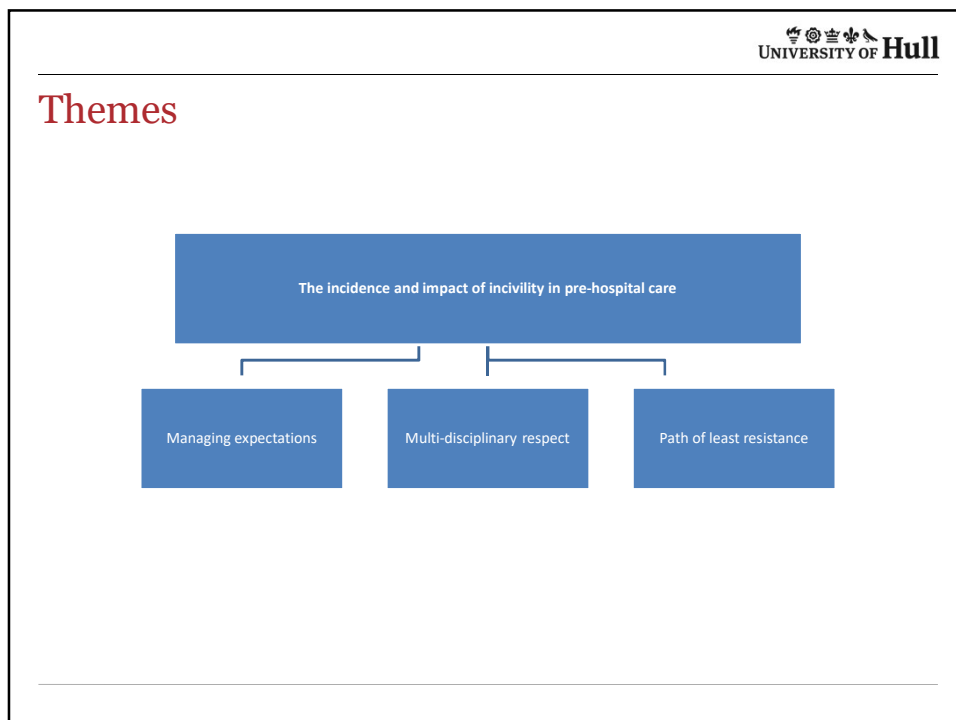 UNIVERSITY OF Hull
Themes
The incidence and impact of incivility in pre-hospital care
Managing expectations
Multi-disciplinary respect
Path of least resistance